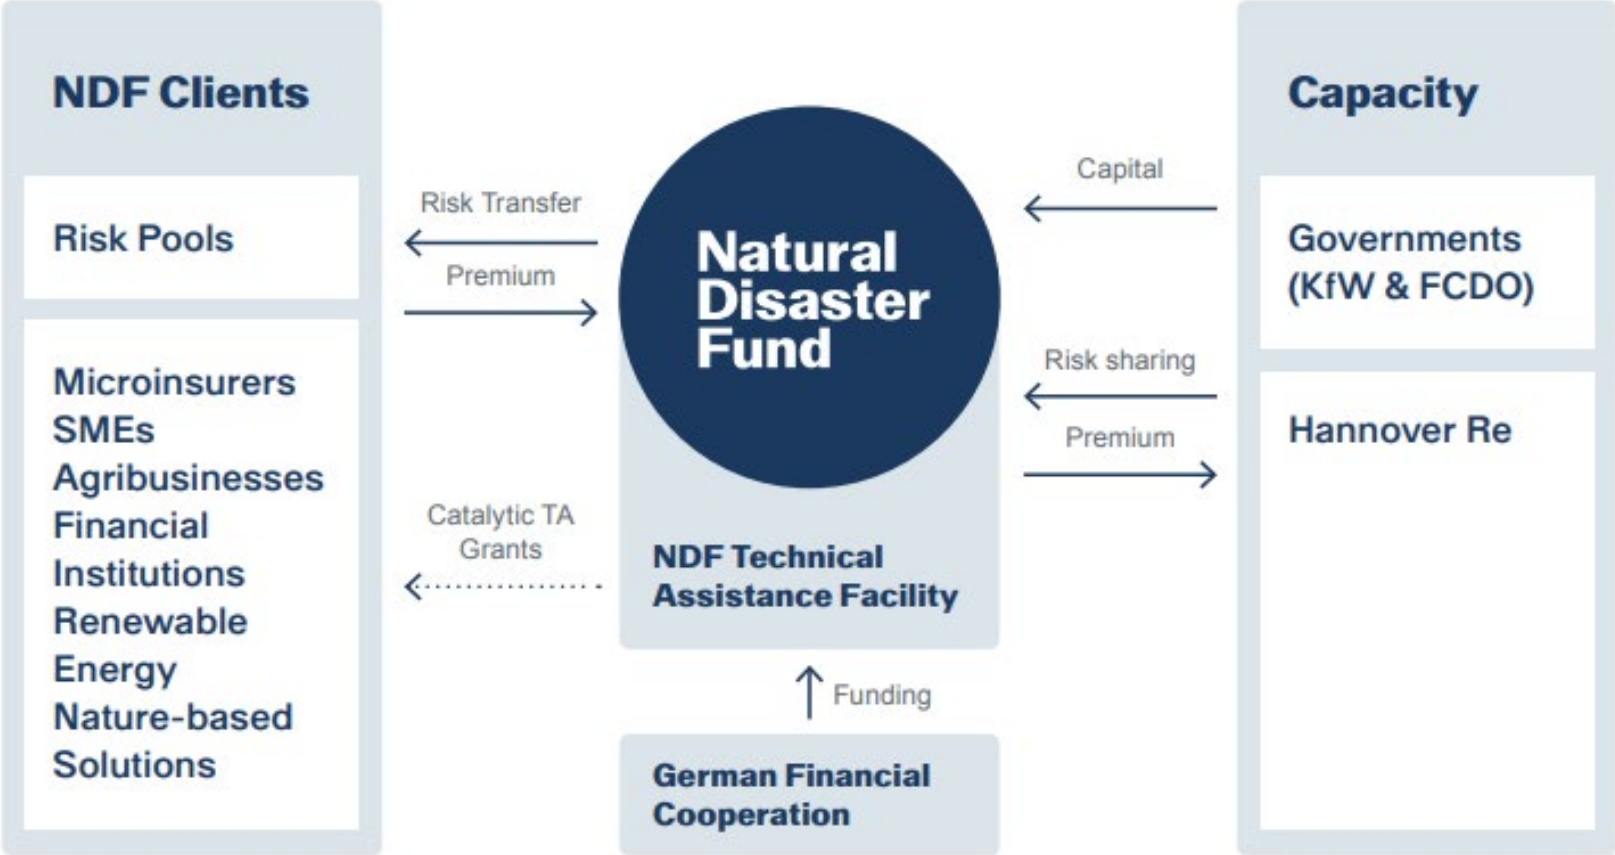 NDF Clients
Risk Pools
Microinsurers
SMEs
Agribusinesses
Financial
Institutions
Renewable
Energy
Nature-based
Solutions
Risk Transfer
Premium
Catalytic TA
Grants
Natural
Disaster
Fund
NDF Technical
Assistance Facility
Funding
German Financial
Cooperation
Capital
Risk sharing
Premium
Capacity
Governments
(KfW & FCDO)
Hannover Re